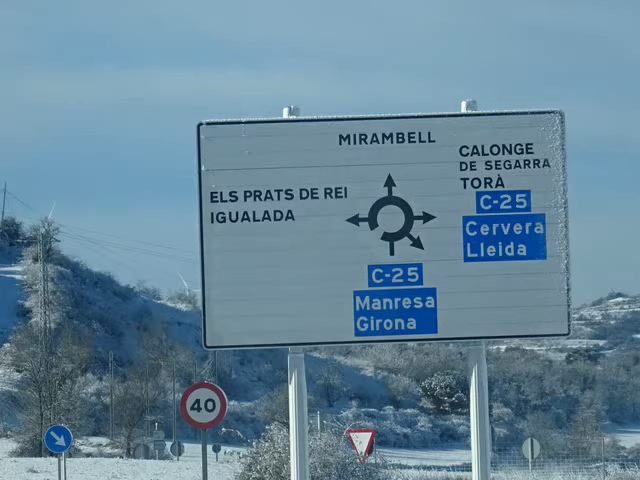 MIRAMBELL
CALONGE
DE SEGARRA
TORÀ
C-25
Cervera
Lleida
ELS PRATS DE REI
IGUALADA
C-25
Manresa
Girona
40